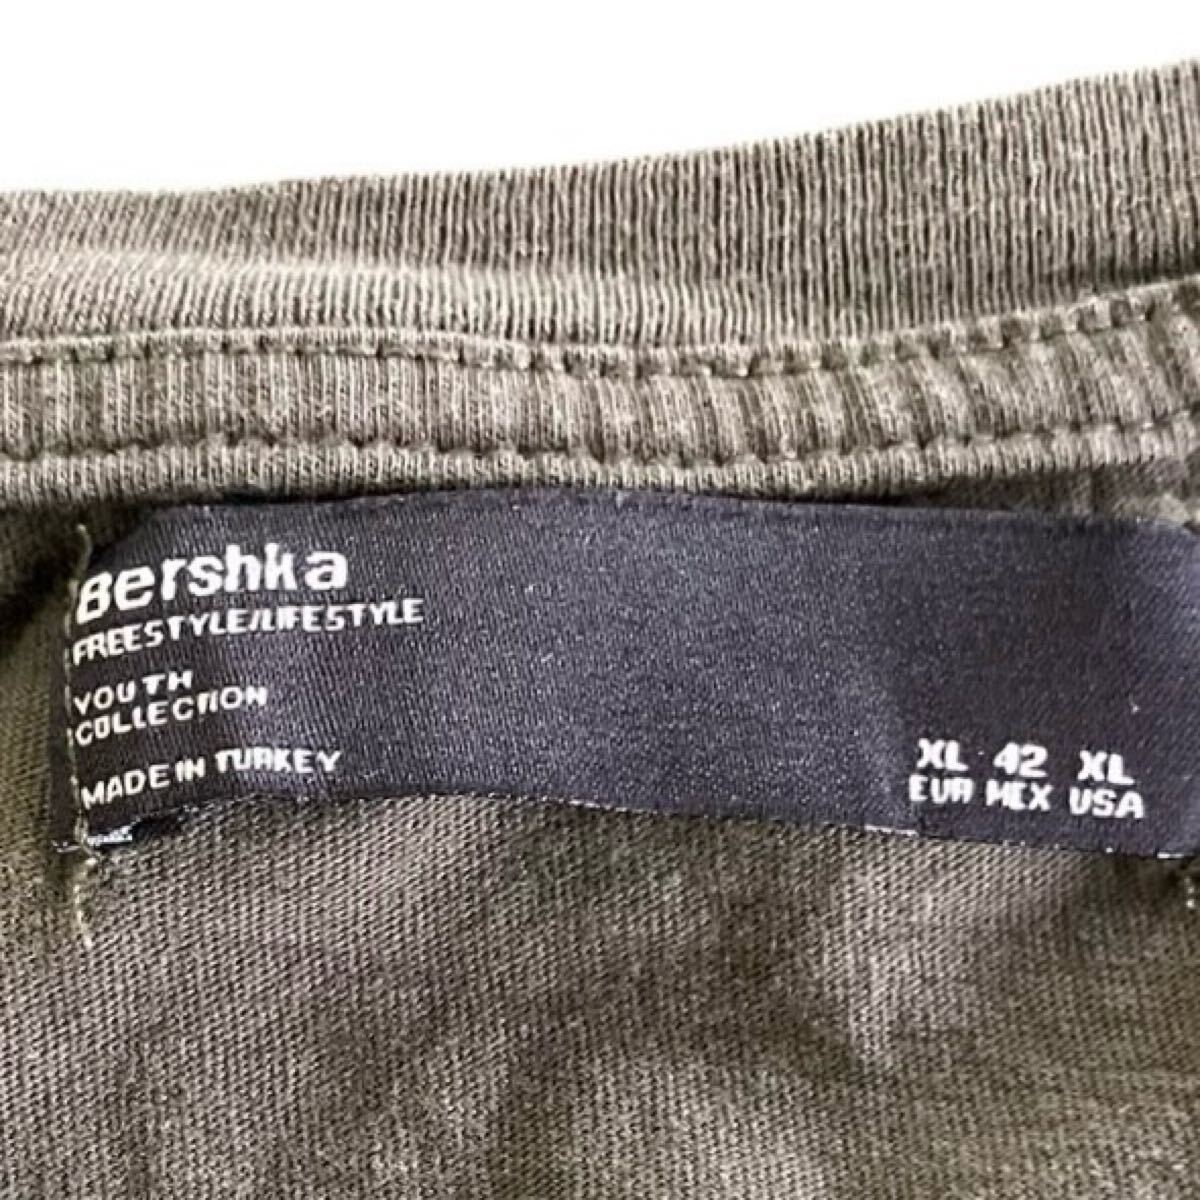 Bershka
FREESTYLE/LIFESTYLE
YOUTH
COLLECTION
MADE IN TURKEY
XL 42 XL
EUR MEX USA